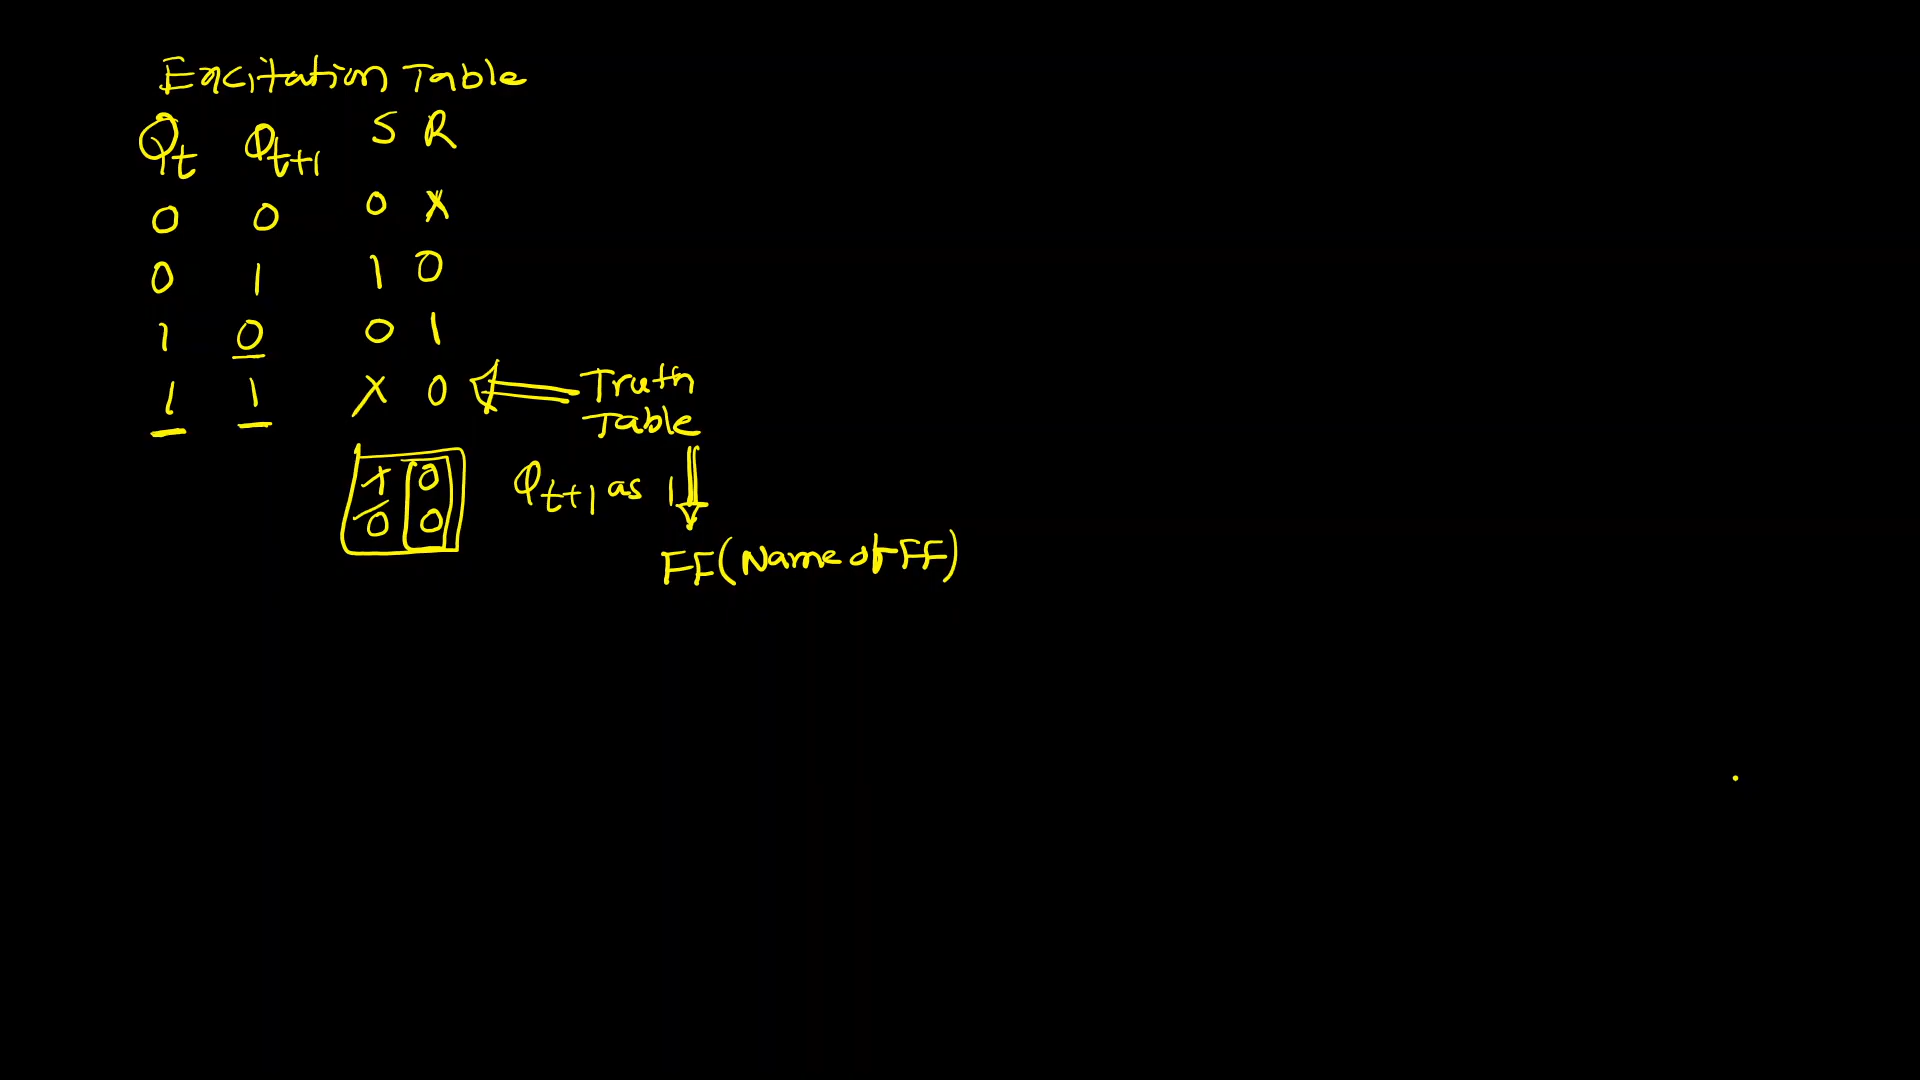 Excitation Table
Qt Qt+1 S R
0 0 0 X
0 1 1 0
1 0 0 1
1 1 X 0
Truth
Table
1 0
0 0
Qt+1 as 1
FF(Name of FF)